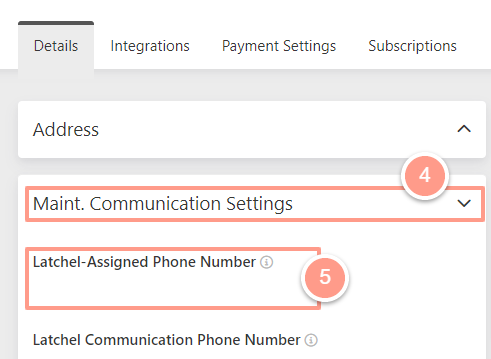 Details Integrations Payment Settings Subscriptions
Address
4
Maint. Communication Settings
Latchel-Assigned Phone Number
5
Latchel Communication Phone Number